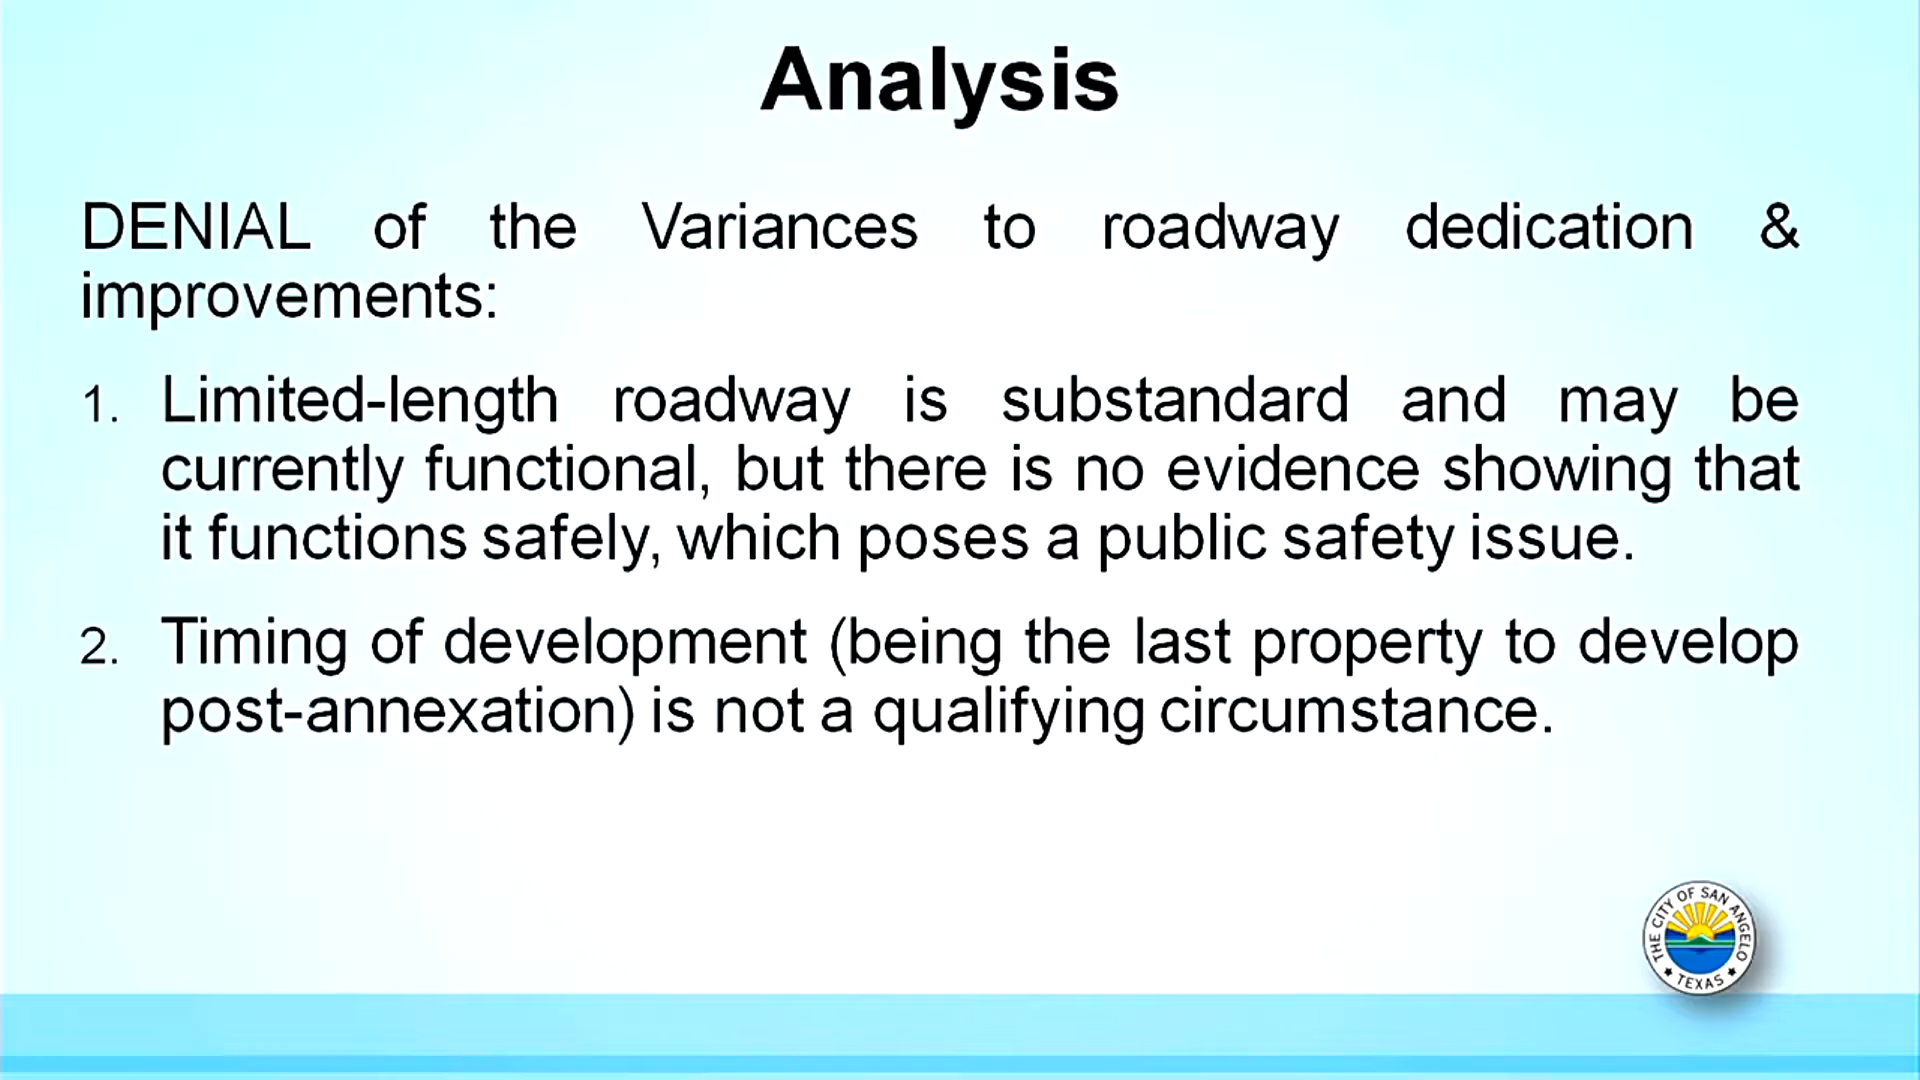 Analysis
DENIAL of the Variances to roadway dedication &
improvements:
1. Limited-length roadway is substandard and may be
currently functional, but there is no evidence showing that
it functions safely, which poses a public safety issue.
2. Timing of development (being the last property to develop
post-annexation) is not a qualifying circumstance.
THE CITY OF SAN ANGELO
TEXAS